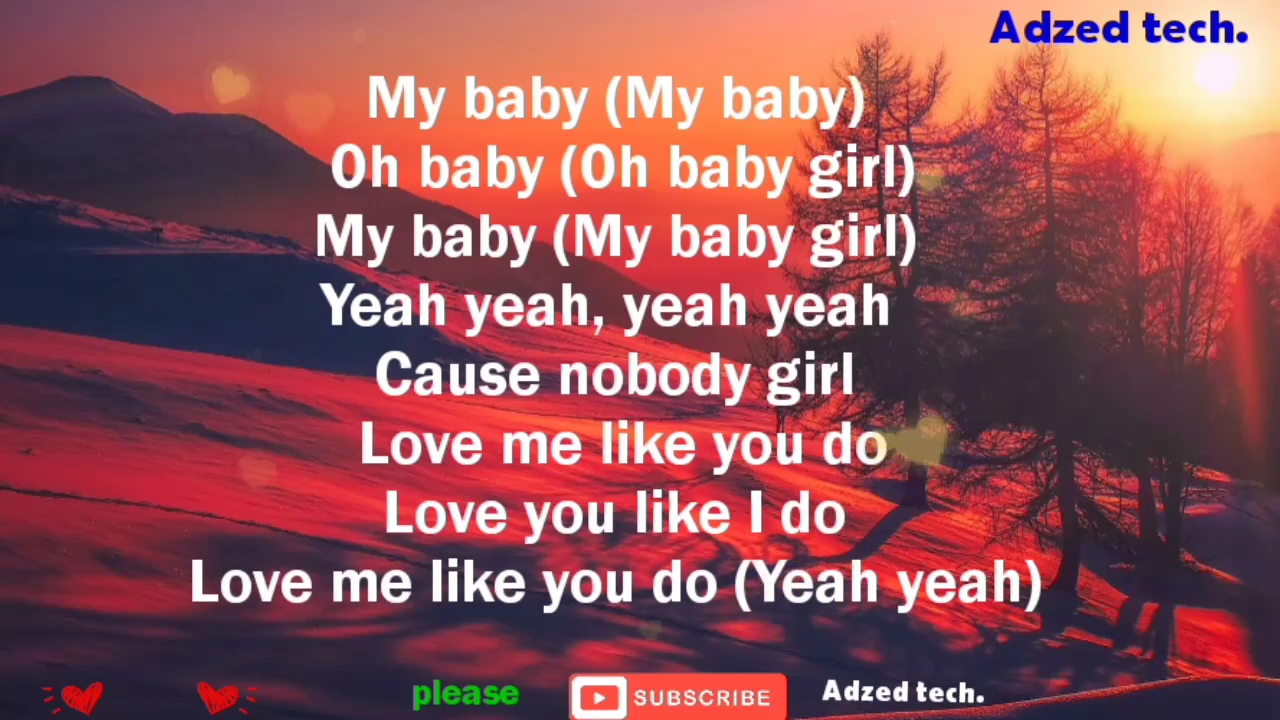 Adzed tech.
My baby (My baby)
Oh baby (Oh baby girl)
My baby (My baby girl)
Yeah yeah, yeah yeah
Cause nobody girl
Love me like you do
Love you like I do
Love me like you do (Yeah yeah)
please SUBSCRIBE Adzed tech.